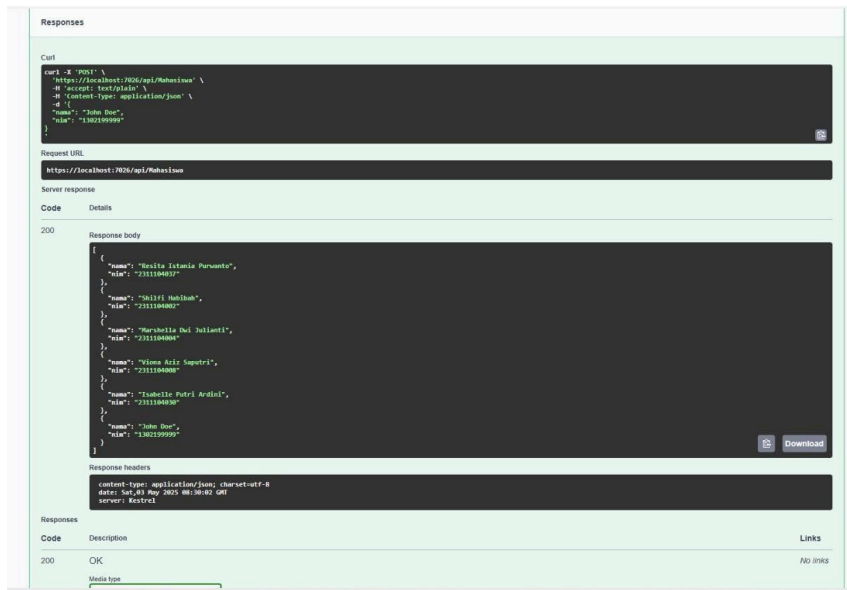 Responses
Curl
curl -X 'POST' \
'https://localhost:7026/api/Mahasiswa' \
-H 'accept: text/plain' \
-H 'Content-Type: application/json' \
-d '{
"nama": "John Doe",
"nim": "1302199999"
}
'
Request URL
https://localhost:7026/api/Mahasiswa
Server response
Code Details
200
Response body
[
{
"nama": "Resita Istania Purwanto",
"nim": "2311104037"
},
{
"nama": "Shilfi Habibah",
"nim": "2311104002"
},
{
"nama": "Marshella Dwi Julianti",
"nim": "2311104004"
},
{
"nama": "Viona Aziz Saputri",
"nim": "2311104008"
},
{
"nama": "Isabelle Putri Ardini",
"nim": "2311104030"
},
{
"nama": "John Doe",
"nim": "1302199999"
}
]
Download
Response headers
content-type: application/json; charset=utf-8
date: Sat,03 May 2025 08:30:02 GMT
server: Kestrel
Responses
Code Description Links
200 OK No links
Media type